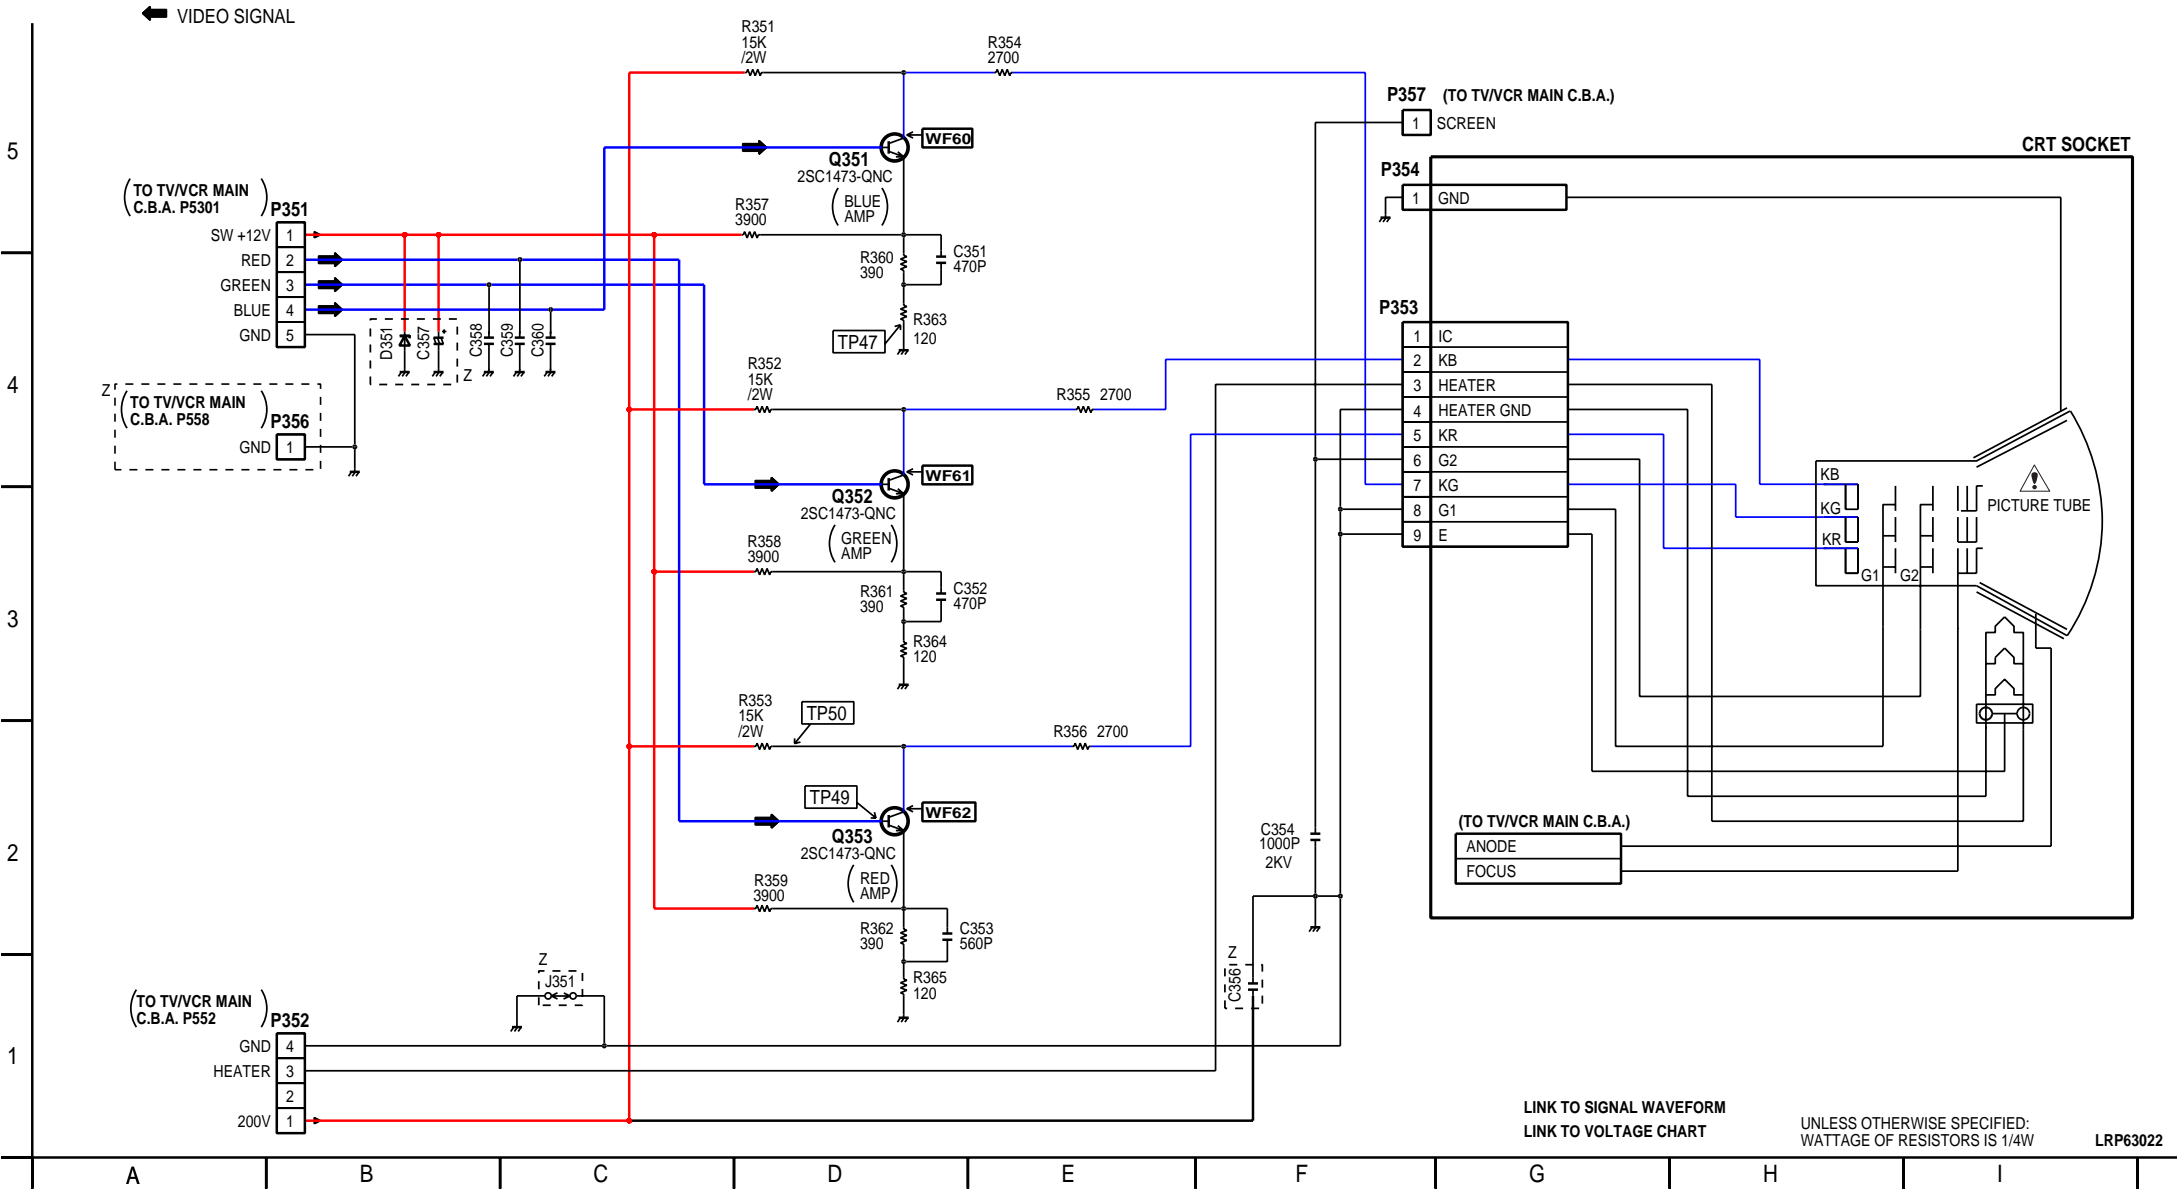 VIDEO SIGNAL
5
4
3
2
1
(TO TV/VCR MAIN
C.B.A. P5301)
P351
SW +12V 1
RED 2
GREEN 3
BLUE 4
GND 5
Z
(TO TV/VCR MAIN
C.B.A. P558)
P356
GND 1
D351
C357
Z
C358
C359
C360
R351
15K
/2W
R354
2700
WF60
Q351
2SC1473-QNC
(BLUE
AMP)
R357
3900
R360
390
C351
470P
R363
120
TP47
R352
15K
/2W
R355 2700
WF61
Q352
2SC1473-QNC
(GREEN
AMP)
R358
3900
R361
390
C352
470P
R364
120
R353
15K
/2W
TP50
R356 2700
TP49
WF62
Q353
2SC1473-QNC
(RED
AMP)
R359
3900
R362
390
C353
560P
R365
120
Z
J351
(TO TV/VCR MAIN
C.B.A. P552)
P352
GND 4
HEATER 3
2
200V 1
C354
1000P
2KV
Z
C356
P357 (TO TV/VCR MAIN C.B.A.)
1 SCREEN
CRT SOCKET
P354
1 GND
P353
1 IC
2 KB
3 HEATER
4 HEATER GND
5 KR
6 G2
7 KG
8 G1
9 E
KB
KG
KR
G1
G2
PICTURE TUBE
(TO TV/VCR MAIN C.B.A.)
ANODE
FOCUS
LINK TO SIGNAL WAVEFORM
LINK TO VOLTAGE CHART
UNLESS OTHERWISE SPECIFIED:
WATTAGE OF RESISTORS IS 1/4W
LRP63022
A B C D E F G H I